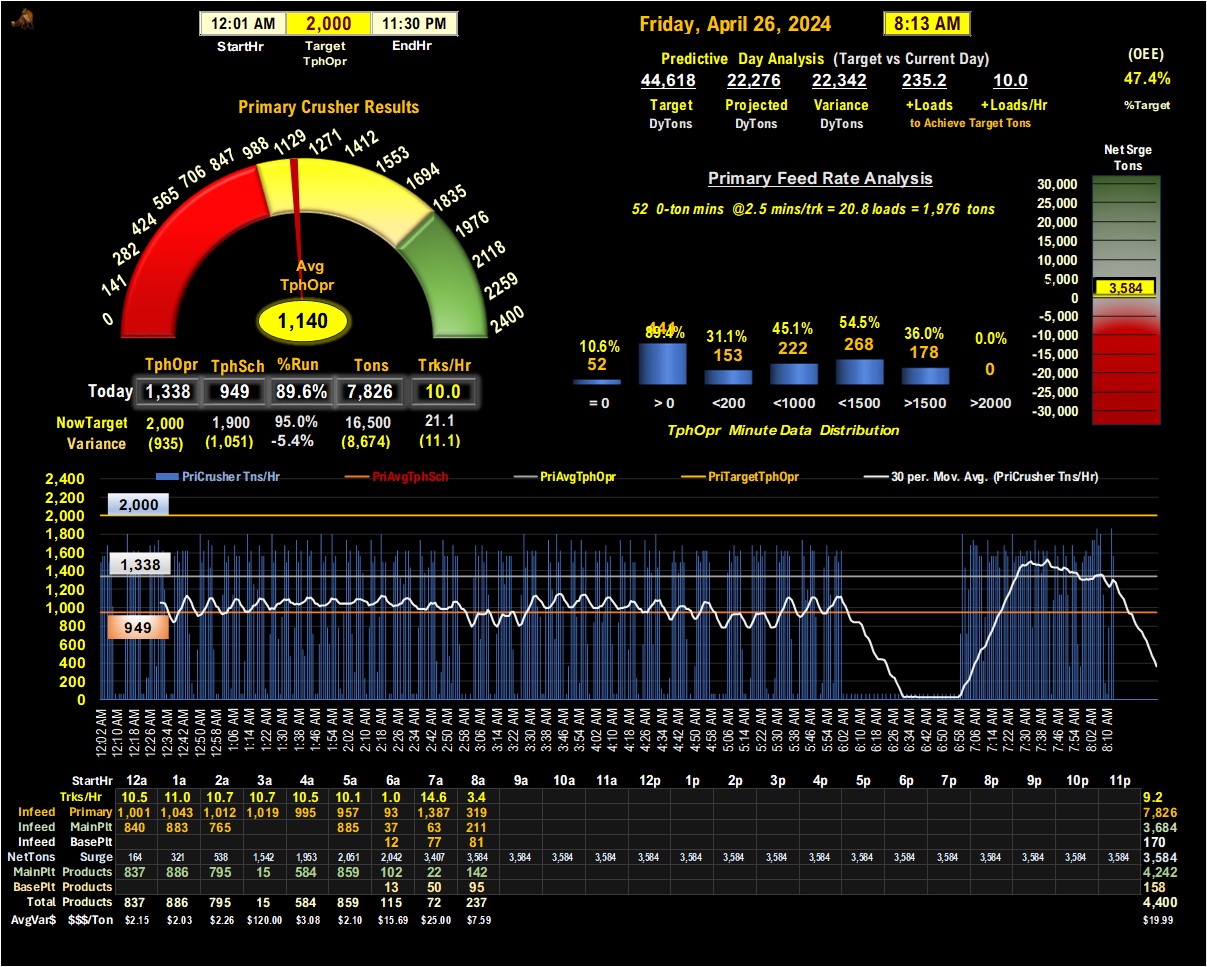 12:01 AM 2,000 11:30 PM
StartHr Target TphOpr EndHr
Friday, April 26, 2024 8:13 AM
Predictive Day Analysis (Target vs Current Day)
44,618 22,276 22,342 235.2 10.0
Target Projected Variance +Loads +Loads/Hr
DyTons DyTons DyTons to Achieve Target Tons
(OEE)
47.4%
%Target
Primary Crusher Results
0 141 282 424 565 706 847 988 1129 1271 1412 1553 1694 1835 1976 2118 2259 2400
Avg
TphOpr
1,140
TphOpr TphSch %Run Tons Trks/Hr
Today 1,338 949 89.6% 7,826 10.0
NowTarget 2,000 1,900 95.0% 16,500 21.1
Variance (935) (1,051) -5.4% (8,674) (11.1)
Primary Feed Rate Analysis
52 0-ton mins @2.5 mins/trk = 20.8 loads = 1,976 tons
10.6% 89.4% 31.1% 45.1% 54.5% 36.0% 0.0%
52 153 222 268 178 0
= 0 > 0 <200 <1000 <1500 >1500 >2000
TphOpr Minute Data Distribution
Net Srge
Tons
30,000
25,000
20,000
15,000
10,000
5,000
3,584
0
-5,000
-10,000
-15,000
-20,000
-25,000
-30,000
PriCrusher Tns/Hr PriAvgTphSch PriAvgTphOpr PriTargetTphOpr 30 per. Mov. Avg. (PriCrusher Tns/Hr)
2,400
2,200
2,000
1,800
1,600
1,400
1,200
1,000
800
600
400
200
0
2,000
1,338
949
12:02 AM 12:10 AM 12:18 AM 12:26 AM 12:34 AM 12:42 AM 12:50 AM 12:58 AM 1:06 AM 1:14 AM 1:22 AM 1:30 AM 1:38 AM 1:46 AM 1:54 AM 2:02 AM 2:10 AM 2:18 AM 2:26 AM 2:34 AM 2:42 AM 2:50 AM 2:58 AM 3:06 AM 3:14 AM 3:22 AM 3:30 AM 3:38 AM 3:46 AM 3:54 AM 4:02 AM 4:10 AM 4:18 AM 4:26 AM 4:34 AM 4:42 AM 4:50 AM 4:58 AM 5:06 AM 5:14 AM 5:22 AM 5:30 AM 5:38 AM 5:46 AM 5:54 AM 6:02 AM 6:10 AM 6:18 AM 6:26 AM 6:34 AM 6:42 AM 6:50 AM 6:58 AM 7:06 AM 7:14 AM 7:22 AM 7:30 AM 7:38 AM 7:46 AM 7:54 AM 8:02 AM 8:10 AM
StartHr 12a 1a 2a 3a 4a 5a 6a 7a 8a 9a 10a 11a 12p 1p 2p 3p 4p 5p 6p 7p 8p 9p 10p 11p
Trks/Hr 10.5 11.0 10.7 10.7 10.5 10.1 1.0 14.6 3.4 9.2
Infeed Primary 1,001 1,043 1,012 1,019 995 957 93 1,387 319 7,826
Infeed MainPlt 840 883 765 885 37 63 211 3,684
Infeed BasePlt 12 77 81 170
NetTons Surge 164 321 538 1,542 1,953 2,051 2,042 3,407 3,584 3,584 3,584 3,584 3,584 3,584 3,584 3,584 3,584 3,584 3,584 3,584 3,584 3,584 3,584 3,584 3,584
MainPlt Products 837 886 795 15 584 859 102 22 142 4,242
BasePlt Products 13 50 95 158
Total Products 837 886 795 15 584 859 115 72 237 4,400
AvgVar$ $$$/Ton $2.15 $2.03 $2.26 $120.00 $3.08 $2.10 $15.69 $25.00 $7.59 $19.99